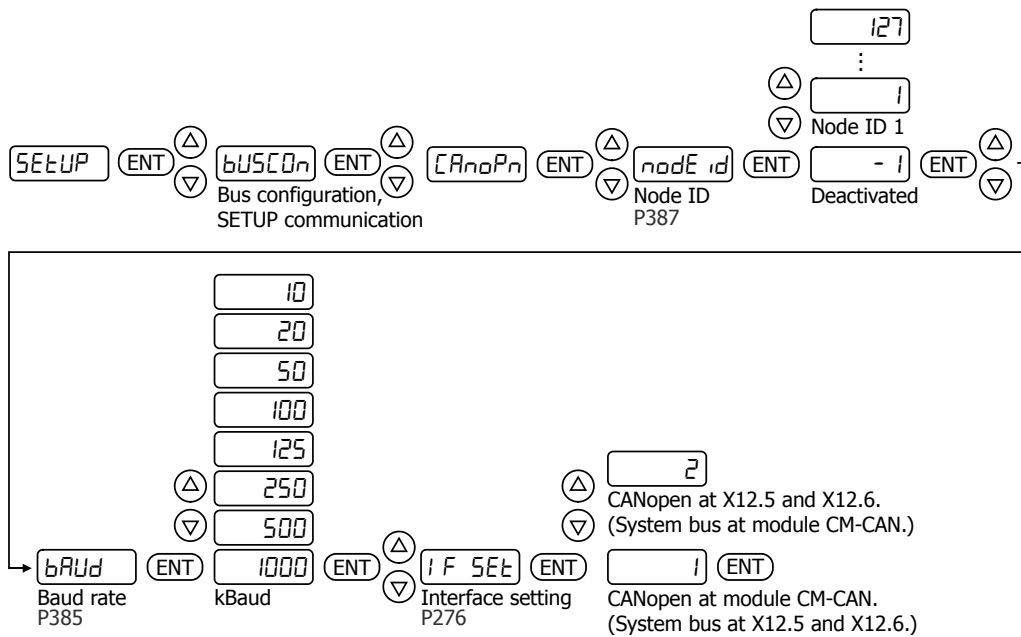 127
⋮
1
Node ID 1
SEtUP ENT bUSCOn ENT CAnoPn ENT nodE id ENT -1 ENT
Bus configuration,
SETUP communication
Node ID
P387
Deactivated
10
20
50
100
125
250
500
2
CANopen at X12.5 and X12.6.
(System bus at module CM-CAN.)
bAUd ENT 1000 ENT IF SEt ENT 1 ENT
Baud rate
P385
kBaud
Interface setting
P276
CANopen at module CM-CAN.
(System bus at X12.5 and X12.6.)